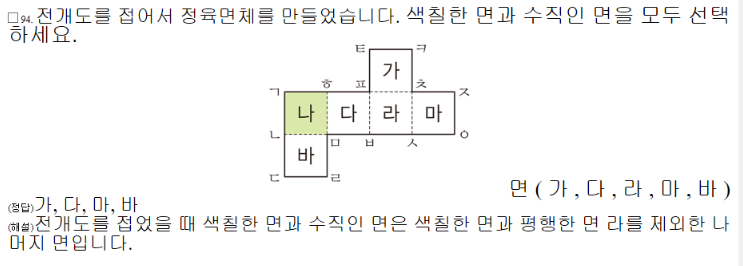 □94. 전개도를 접어서 정육면체를 만들었습니다. 색칠한 면과 수직인 면을 모두 선택
하세요.
ㅌ ㅋ
가
ㄱ ㅎ ㅍ ㅊ ㅈ
나 다 라 마
ㄴ ㅁ ㅂ ㅅ ㅇ
바
ㄷ ㄹ
면 ( 가 , 다 , 라 , 마 , 바 )
(정답)가, 다, 마, 바
(해설)전개도를 접었을 때 색칠한 면과 수직인 면은 색칠한 면과 평행한 면 라를 제외한 나
머지 면입니다.